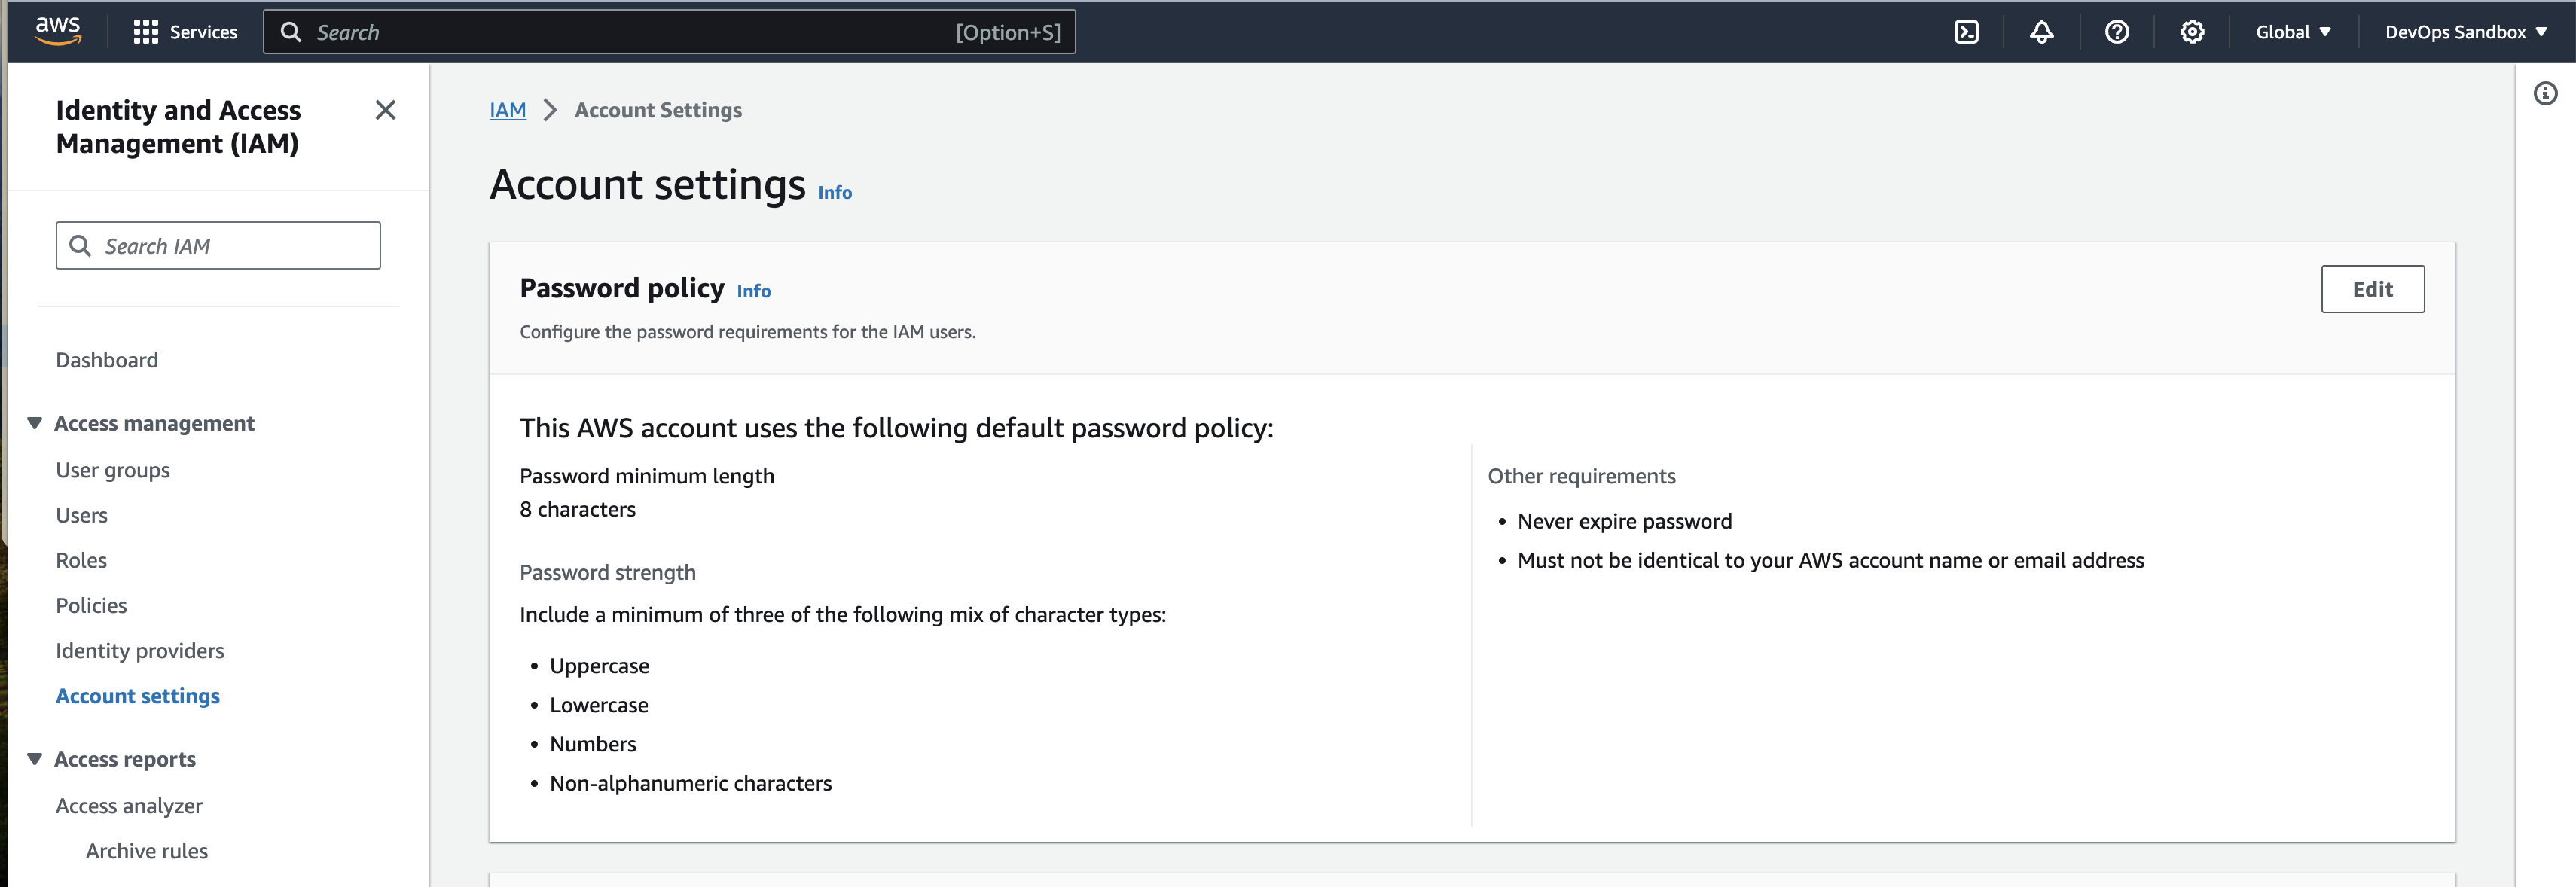 aws
Services
Search
[Option+S]
Global
DevOps Sandbox
Identity and Access
Management (IAM)
Search IAM
Dashboard
Access management
User groups
Users
Roles
Policies
Identity providers
Account settings
Access reports
Access analyzer
Archive rules
IAM
Account Settings
Account settings Info
Password policy Info
Edit
Configure the password requirements for the IAM users.
This AWS account uses the following default password policy:
Password minimum length
8 characters
Password strength
Include a minimum of three of the following mix of character types:
• Uppercase
• Lowercase
• Numbers
• Non-alphanumeric characters
Other requirements
• Never expire password
• Must not be identical to your AWS account name or email address